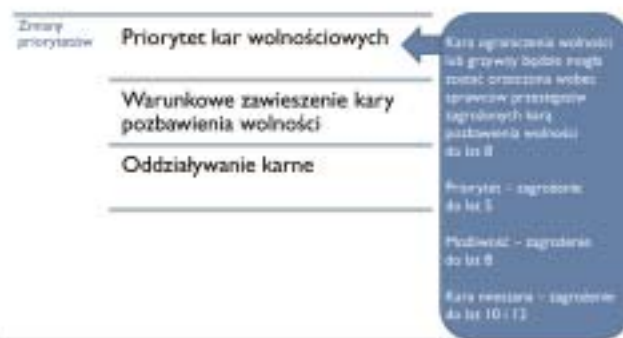 Zmiany
priorytetów
Priorytet kar wolnościowych
Warunkowe zawieszenie kary
pozbawienia wolności
Oddziaływanie karne
Kara ograniczenia wolności
lub grzywny będzie mogła
zostać orzeczona wobec
sprawców przestępstw
zagrożonych karą
pozbawienia wolności
do lat 8
Priorytet – zagrożenie
do lat 5
Możliwość – zagrożenie
do lat 8
Kara mieszana – zagrożenie
do lat 10 i 12